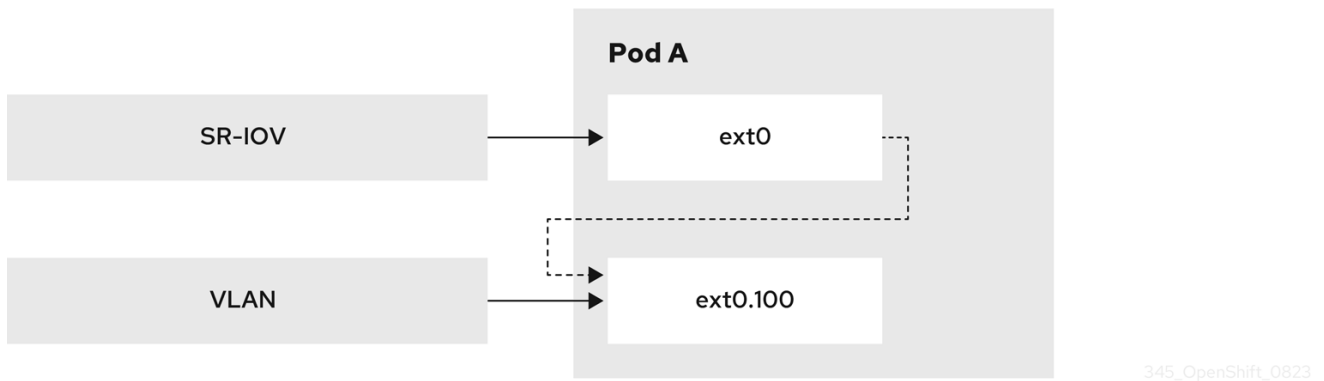 Pod A
SR-IOV
ext0
VLAN
ext0.100
345_OpenShift_0823